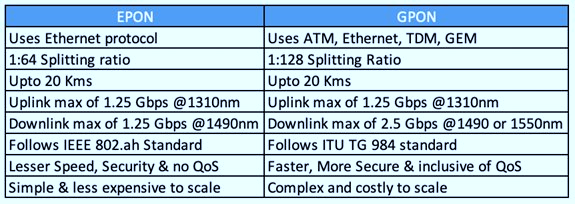 EPON GPON
Uses Ethernet protocol Uses ATM, Ethernet, TDM, GEM
1:64 Splitting ratio 1:128 Splitting Ratio
Upto 20 Kms Upto 20 Kms
Uplink max of 1.25 Gbps @1310nm Uplink max of 1.25 Gbps @1310nm
Downlink max of 1.25 Gbps @1490nm Downlink max of 2.5 Gbps @1490 or 1550nm
Follows IEEE 802.ah Standard Follows ITU TG 984 standard
Lesser Speed, Security & no QoS Faster, More Secure & inclusive of QoS
Simple & less expensive to scale Complex and costly to scale